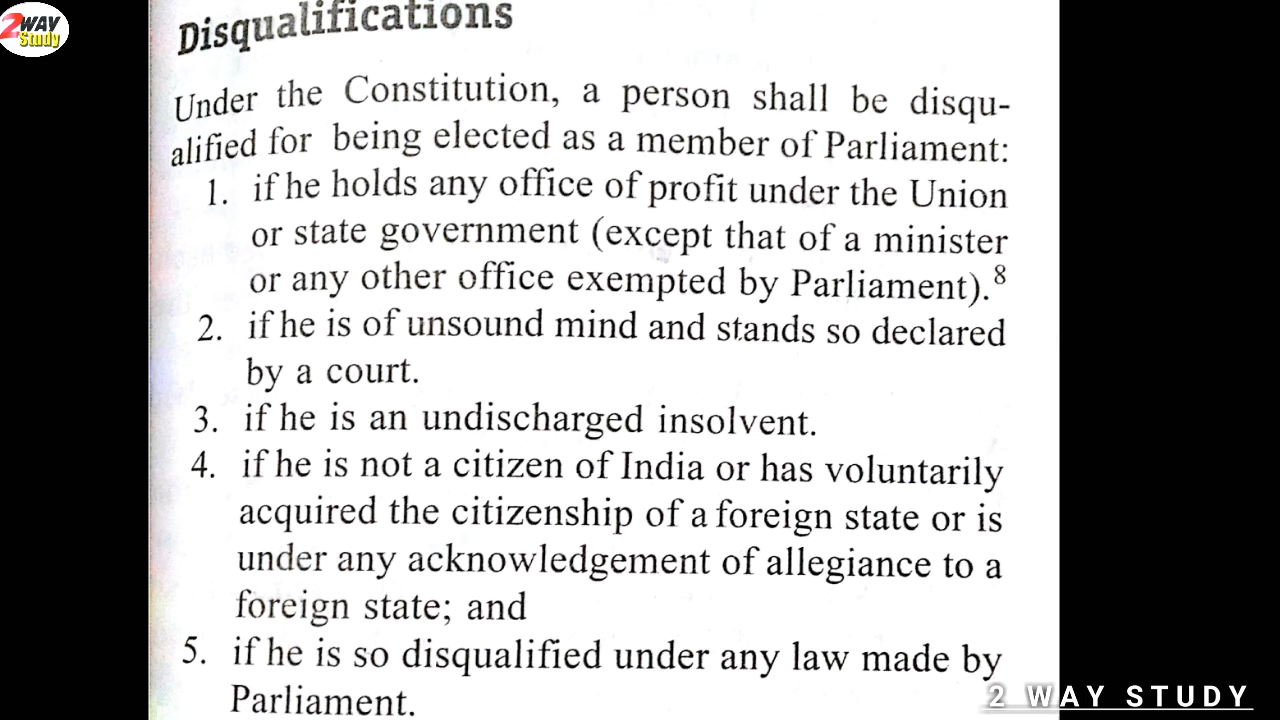 2WAY
Study
Disqualifications
Under the Constitution, a person shall be disqu-
alified for being elected as a member of Parliament:
1. if he holds any office of profit under the Union
or state government (except that of a minister
or any other office exempted by Parliament).8
2. if he is of unsound mind and stands so declared
by a court.
3. if he is an undischarged insolvent.
4. if he is not a citizen of India or has voluntarily
acquired the citizenship of a foreign state or is
under any acknowledgement of allegiance to a
foreign state; and
5. if he is so disqualified under any law made by
Parliament.
2 WAY STUDY